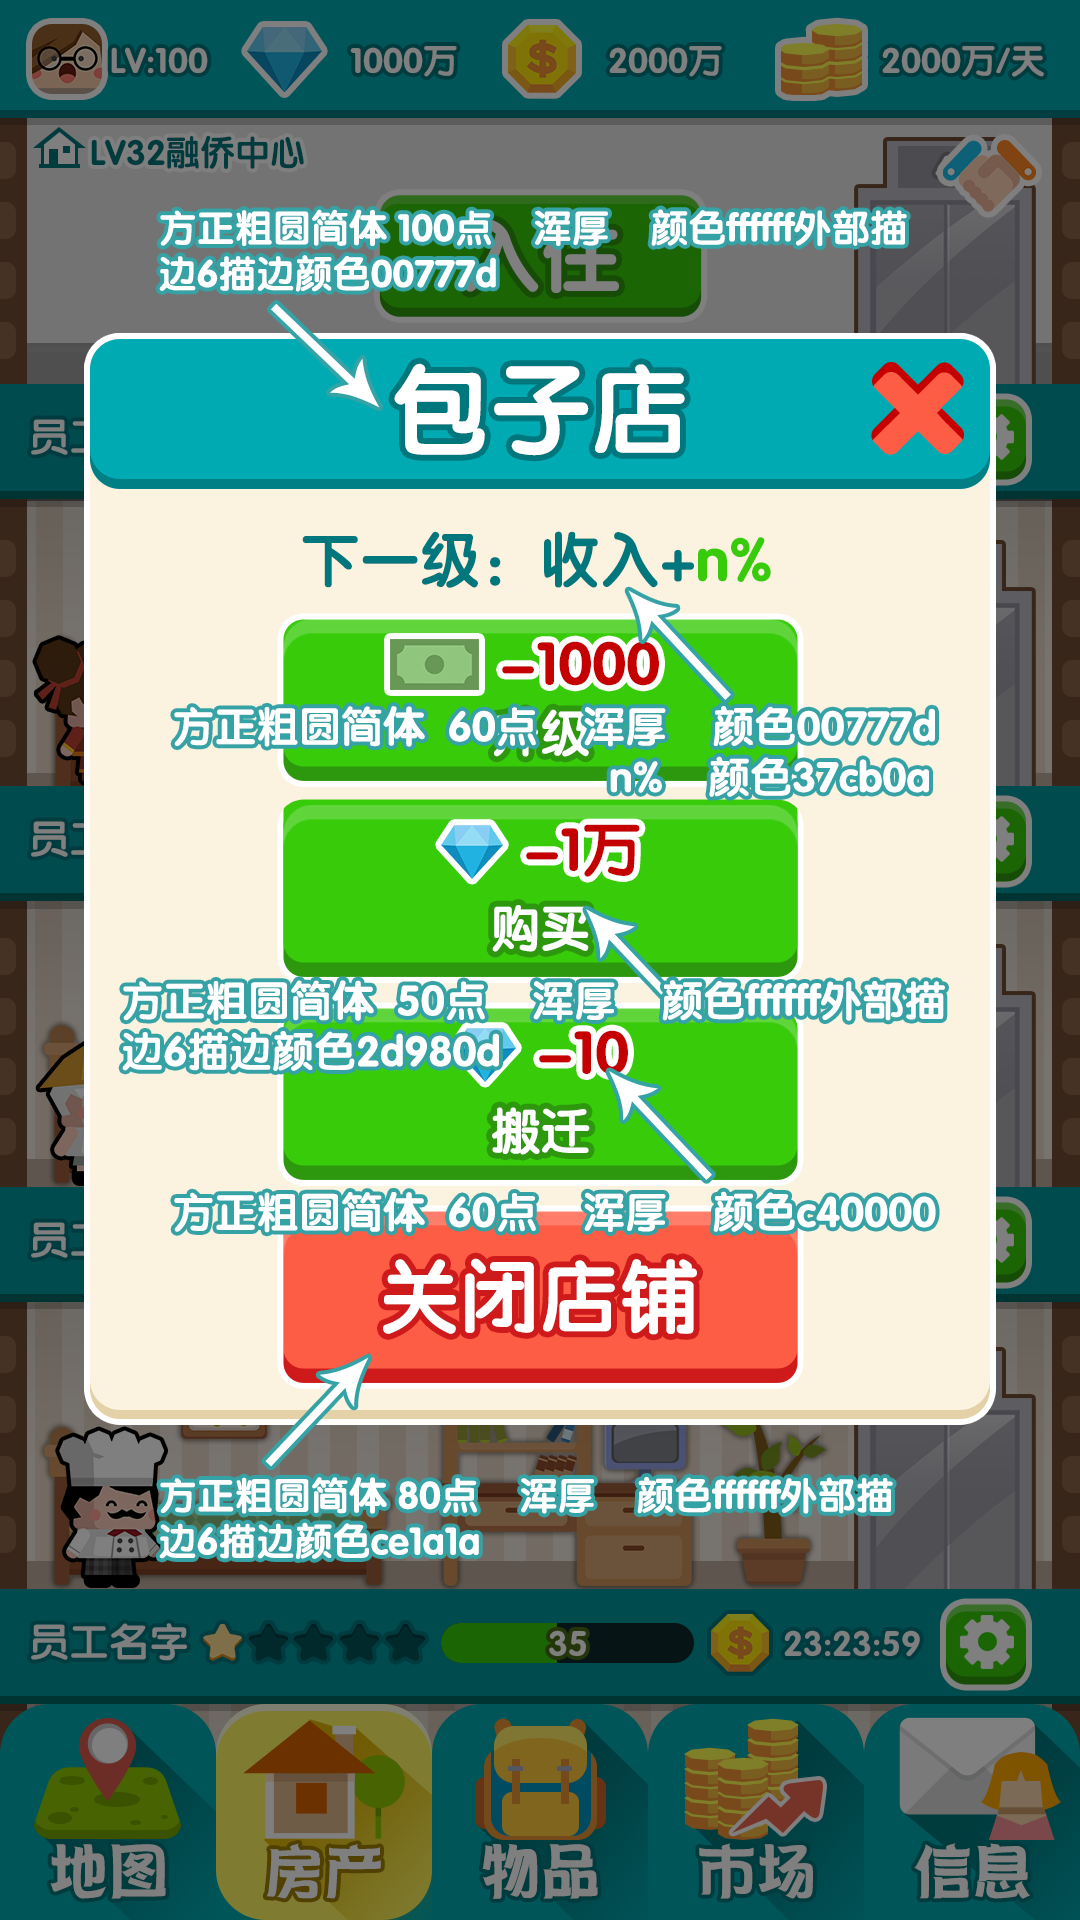 LV:100
1000万
2000万
2000万/天
LV32融侨中心
入住
方正粗圆简体 100点 浑厚 颜色ffffff外部描
边6描边颜色00777d
包子店
员工
下一级：收入+n%
-1000
升级
方正粗圆简体 60点 浑厚 颜色00777d
n% 颜色37cb0a
员工
-1万
购买
方正粗圆简体 50点 浑厚 颜色ffffff外部描
边6描边颜色2d980d
-10
搬迁
方正粗圆简体 60点 浑厚 颜色c40000
员工
关闭店铺
方正粗圆简体 80点 浑厚 颜色ffffff外部描
边6描边颜色ce1a1a
员工名字
35
23:23:59
地图
房产
物品
市场
信息